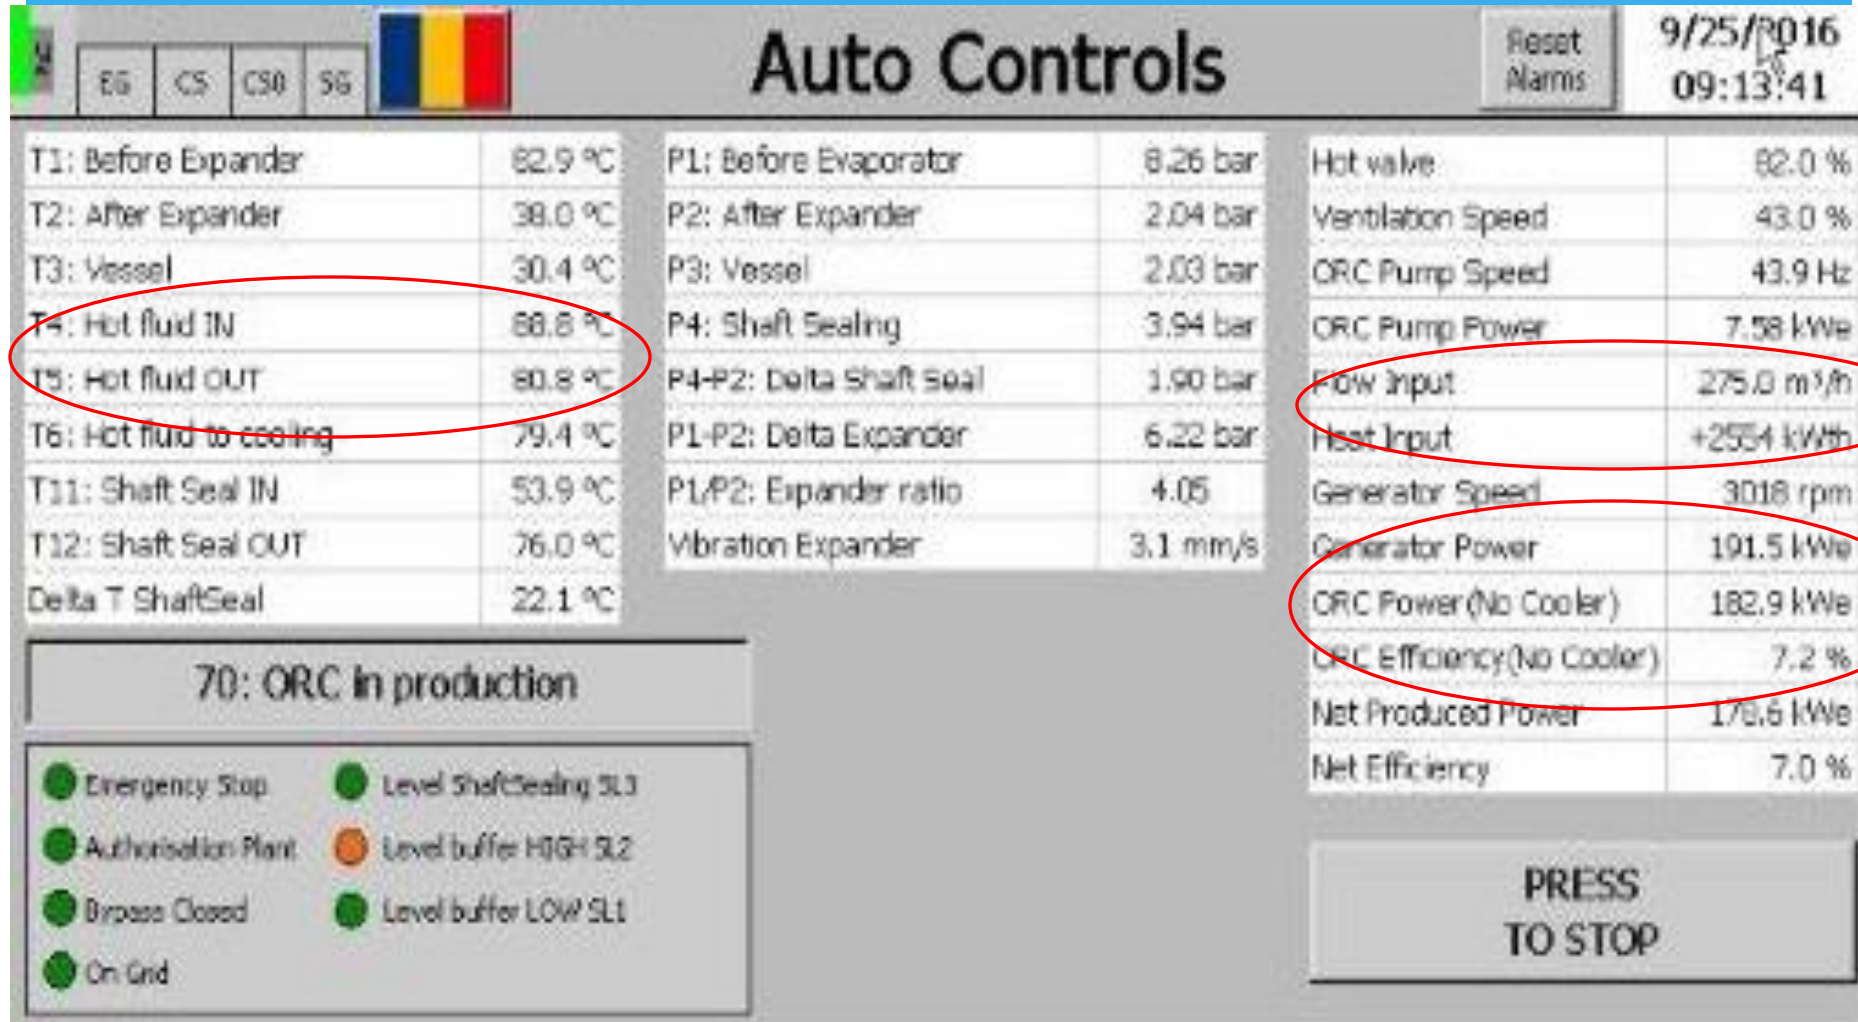 EG CS CS0 SG
Auto Controls
Reset
Alarms
9/25/2016
09:13:41
T1: Before Expander 82.9 ºC
T2: After Expander 38.0 ºC
T3: Vessel 30.4 ºC
T4: Hot fluid IN 88.8 ºC
T5: Hot fluid OUT 80.8 ºC
T6: Hot fluid to cooling 79.4 ºC
T11: Shaft Seal IN 53.9 ºC
T12: Shaft Seal OUT 76.0 ºC
Delta T ShaftSeal 22.1 ºC
P1: Before Evaporator 8.26 bar
P2: After Expander 2.04 bar
P3: Vessel 2.03 bar
P4: Shaft Sealing 3.94 bar
P4-P2: Delta Shaft Seal 1.90 bar
P1-P2: Delta Expander 6.22 bar
P1/P2: Expander ratio 4.05
Vibration Expander 3.1 mm/s
Hot valve 82.0 %
Ventilation Speed 43.0 %
ORC Pump Speed 43.9 Hz
ORC Pump Power 7.58 kWe
Flow Input 275.0 m³/h
Heat Input +2554 kWth
Generator Speed 3018 rpm
Generator Power 191.5 kWe
ORC Power(No Cooler) 182.9 kWe
ORC Efficiency(No Cooler) 7.2 %
Net Produced Power 178.6 kWe
Net Efficiency 7.0 %
70: ORC in production
Emergency Stop
Authorisation Plant
Bypass Closed
On Grid
Level ShaftSealing SL3
Level buffer HIGH SL2
Level buffer LOW SL1
PRESS
TO STOP